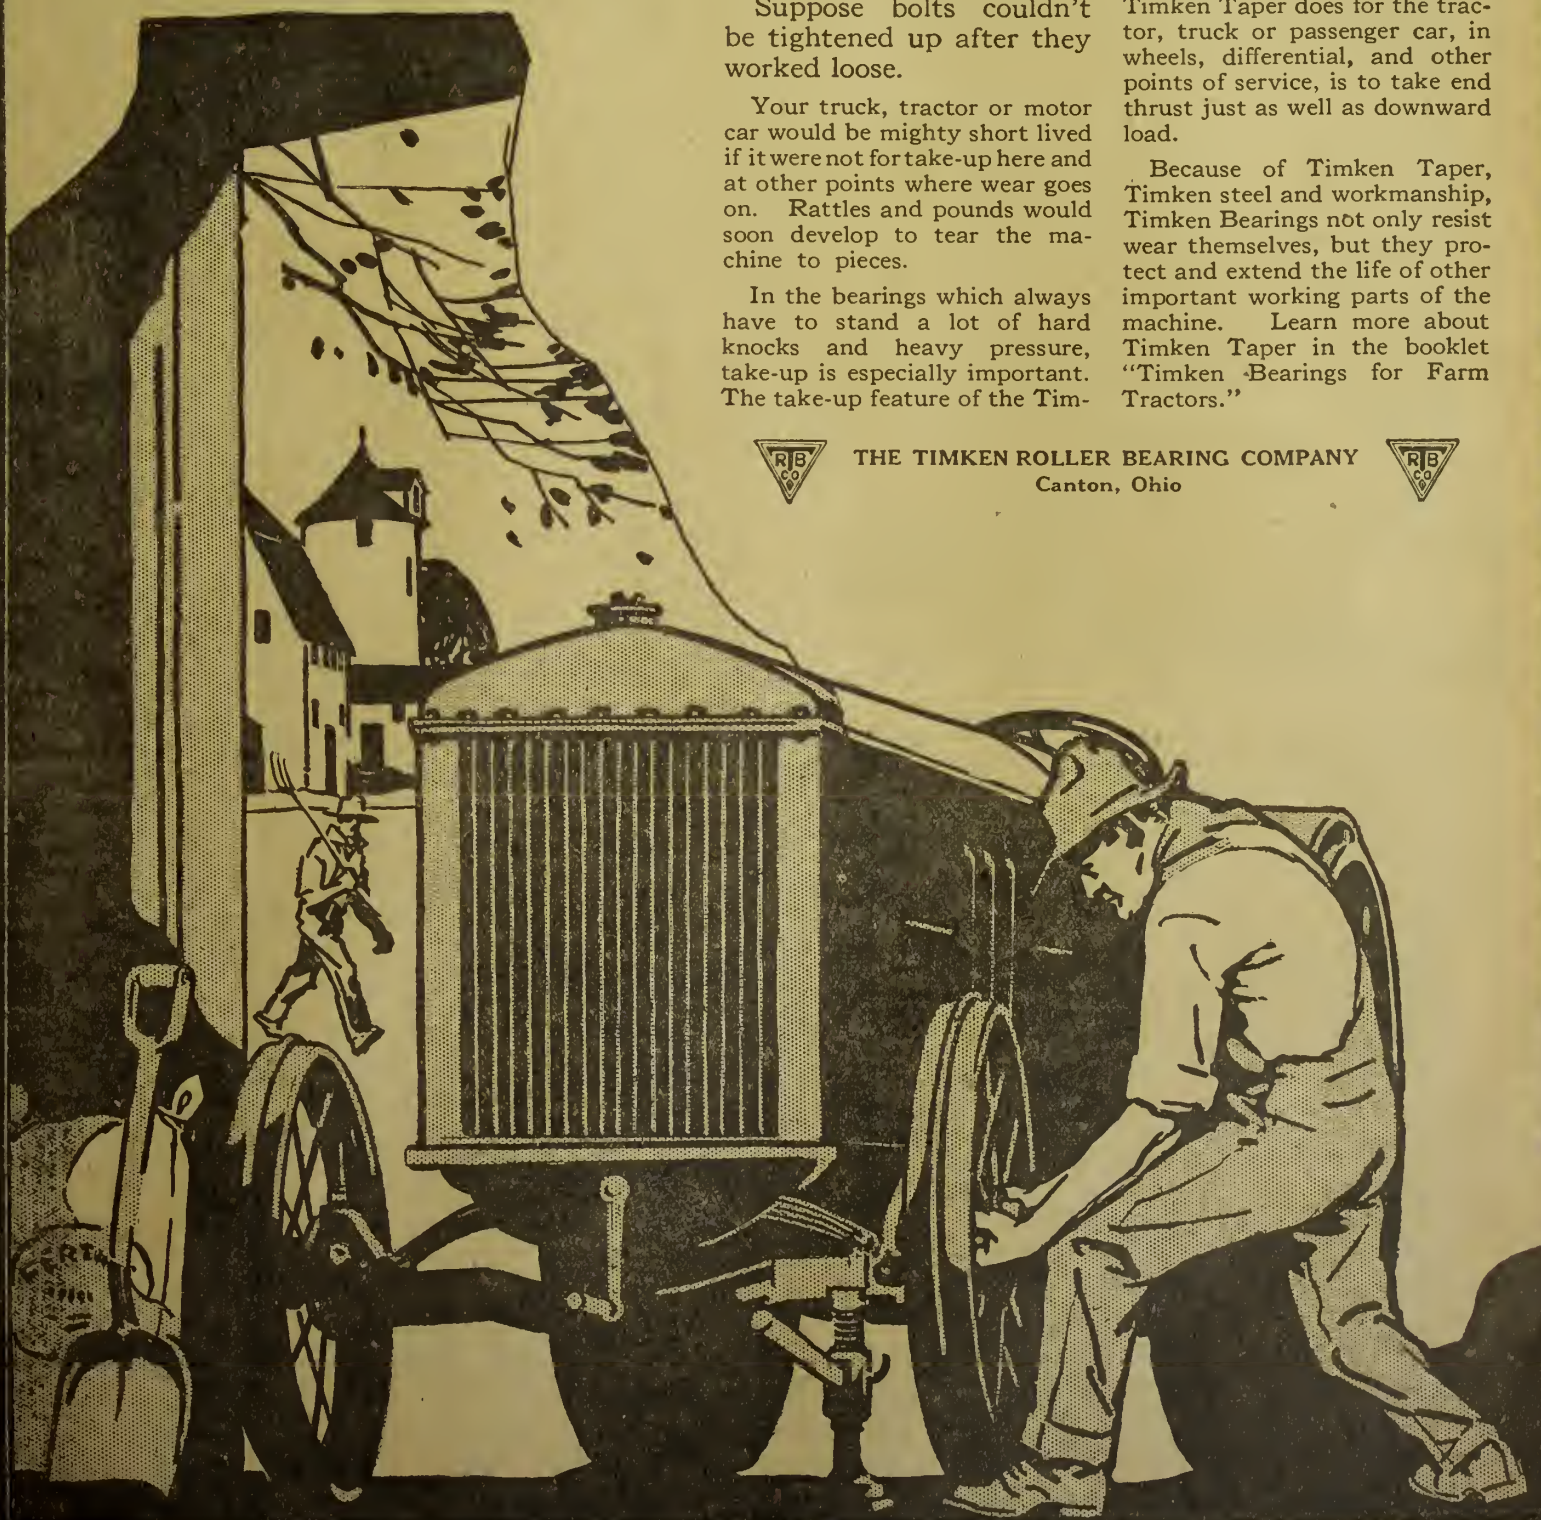 Suppose bolts couldn't
be tightened up after they
worked loose.
Your truck, tractor or motor
car would be mighty short lived
if it were not for take-up here and
at other points where wear goes
on. Rattles and pounds would
soon develop to tear the ma-
chine to pieces.
In the bearings which always
have to stand a lot of hard
knocks and heavy pressure,
take-up is especially important.
The take-up feature of the Tim-
Timken Taper does for the trac-
tor, truck or passenger car, in
wheels, differential, and other
points of service, is to take end
thrust just as well as downward
load.
Because of Timken Taper,
Timken steel and workmanship,
Timken Bearings not only resist
wear themselves, but they pro-
tect and extend the life of other
important working parts of the
machine. Learn more about
Timken Taper in the booklet
"Timken Bearings for Farm
Tractors."
RTB
CO
THE TIMKEN ROLLER BEARING COMPANY
Canton, Ohio
RTB
CO